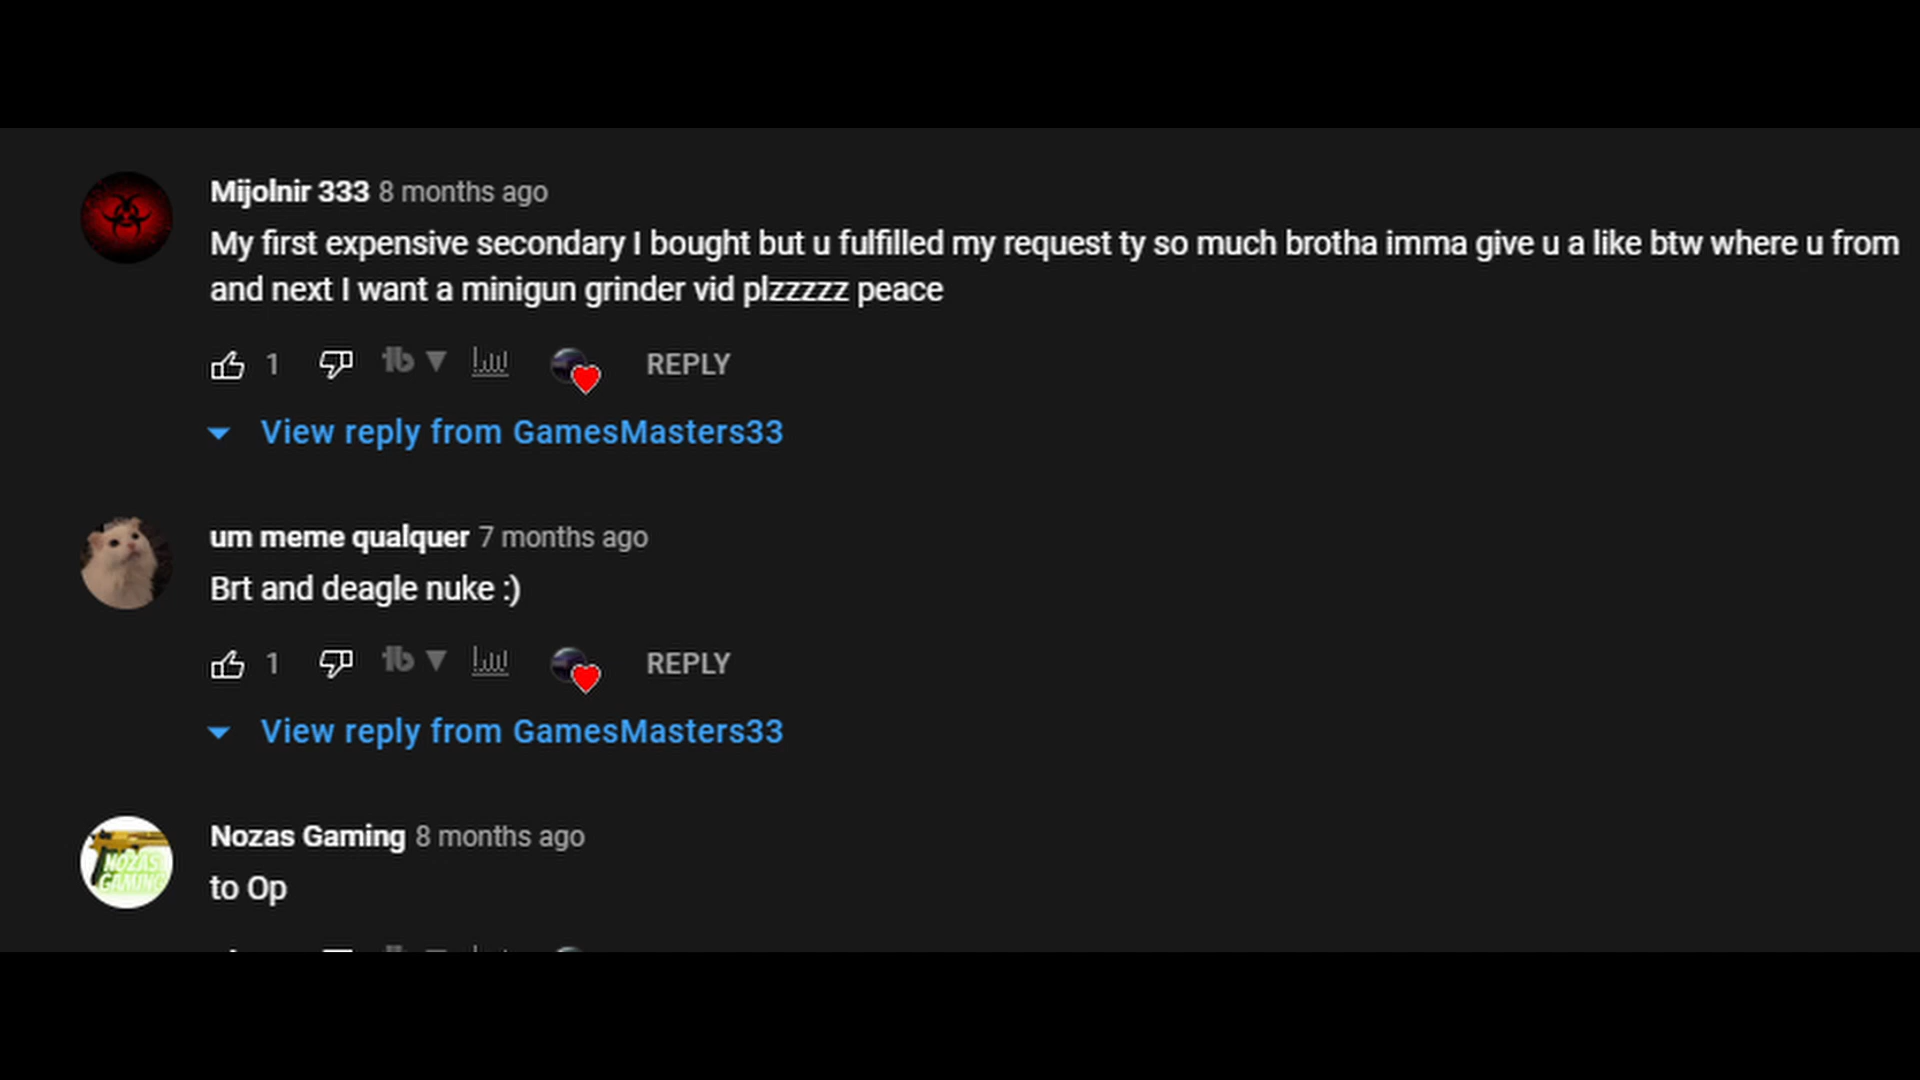 Mijolnir 333 8 months ago
My first expensive secondary I bought but u fulfilled my request ty so much brotha imma give u a like btw where u from
and next I want a minigun grinder vid plzzzzz peace
1 REPLY
View reply from GamesMasters33
um meme qualquer 7 months ago
Brt and deagle nuke :)
1 REPLY
View reply from GamesMasters33
Nozas Gaming 8 months ago
NOZAS
GAMING
to Op